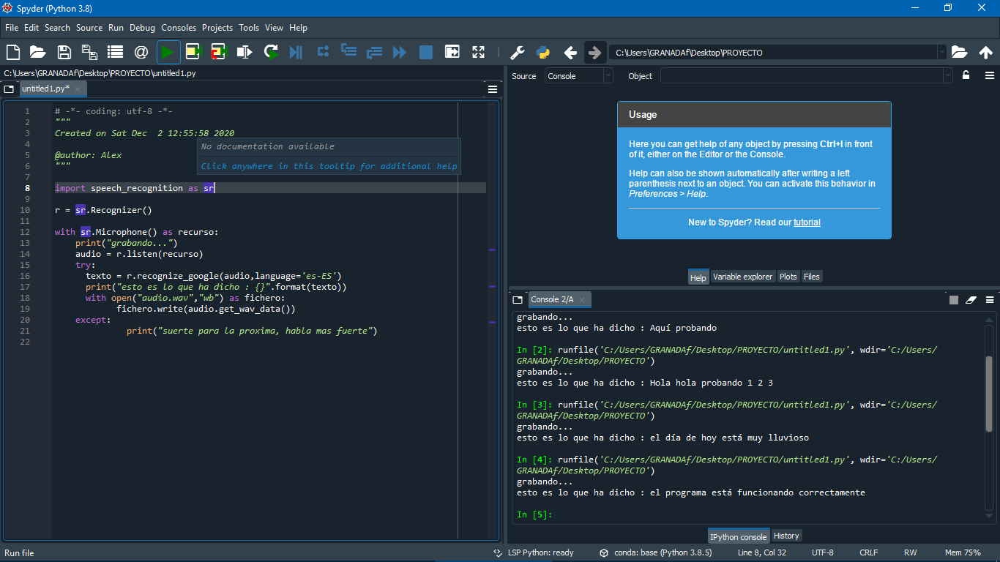 Spyder (Python 3.8)
File Edit Search Source Run Debug Consoles Projects Tools View Help
C:\Users\GRANADAf\Desktop\PROYECTO
C:\Users\GRANADAf\Desktop\PROYECTO\untitled1.py
untitled1.py*
1 # -*- coding: utf-8 -*-
2 """
3 Created on Sat Dec  2 12:55:58 2020
4
5 @author: Alex
6 """
7
8 import speech_recognition as sr
9
10 r = sr.Recognizer()
11
12 with sr.Microphone() as recurso:
13     print("grabando...")
14     audio = r.listen(recurso)
15     try:
16       texto = r.recognize_google(audio,language='es-ES')
17       print("esto es lo que ha dicho : {}".format(texto))
18       with open("audio.wav","wb") as fichero:
19             fichero.write(audio.get_wav_data())
20     except:
21               print("suerte para la proxima, habla mas fuerte")
22
No documentation available
Click anywhere in this tooltip for additional help
Source Console Object
Usage
Here you can get help of any object by pressing Ctrl+I in front
of it, either on the Editor or the Console.
Help can also be shown automatically after writing a left
parenthesis next to an object. You can activate this behavior in
Preferences > Help.
New to Spyder? Read our tutorial
Help Variable explorer Plots Files
Console 2/A
grabando...
esto es lo que ha dicho : Aquí probando
In [2]: runfile('C:/Users/GRANADAf/Desktop/PROYECTO/untitled1.py', wdir='C:/Users/
GRANADAf/Desktop/PROYECTO')
grabando...
esto es lo que ha dicho : Hola hola probando 1 2 3
In [3]: runfile('C:/Users/GRANADAf/Desktop/PROYECTO/untitled1.py', wdir='C:/Users/
GRANADAf/Desktop/PROYECTO')
grabando...
esto es lo que ha dicho : el día de hoy está muy lluvioso
In [4]: runfile('C:/Users/GRANADAf/Desktop/PROYECTO/untitled1.py', wdir='C:/Users/
GRANADAf/Desktop/PROYECTO')
grabando...
esto es lo que ha dicho : el programa está funcionando correctamente
In [5]:
IPython console History
Run file LSP Python: ready conda: base (Python 3.8.5) Line 8, Col 32 UTF-8 CRLF RW Mem 75%